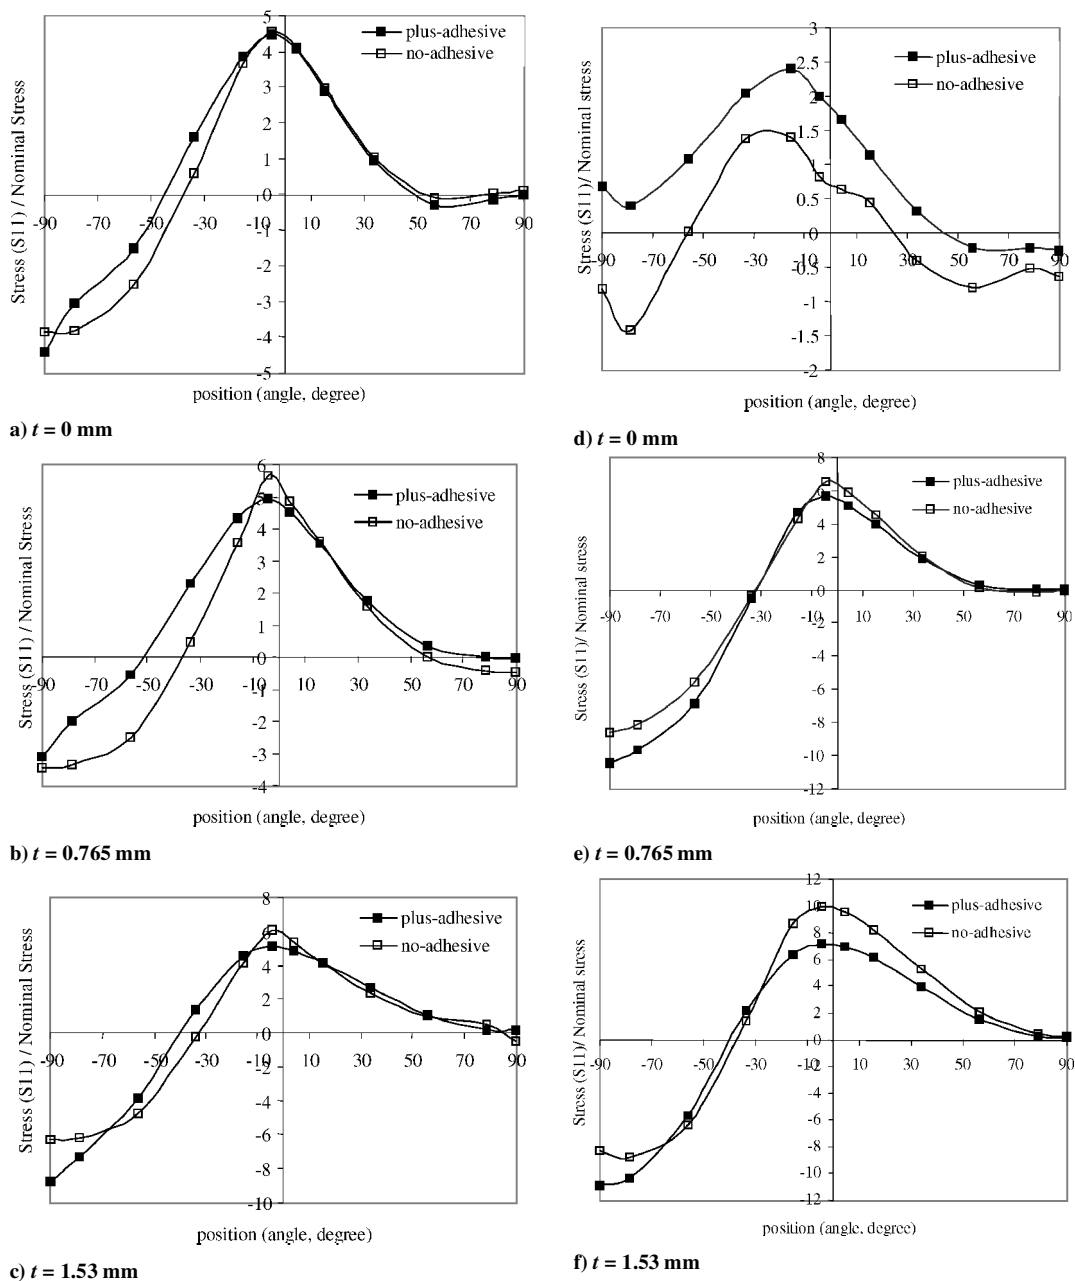 5
4
3
2
1
0
-1
-2
-3
-4
-5
-90 -70 -50 -30 -10 10 30 50 70 90
plus-adhesive
no-adhesive
Stress (S11) / Nominal Stress
position (angle, degree)
a) t = 0 mm
3
2.5
2
1.5
1
0.5
0
-0.5
-1
-1.5
-2
-90 -70 -50 -30 -10 10 30 50 70 90
plus-adhesive
no-adhesive
Stress (S11)/ Nominal stress
position (angle, degree)
d) t = 0 mm
6
5
4
3
2
1
0
-1
-2
-3
-4
-90 -70 -50 -30 -10 10 30 50 70 90
plus-adhesive
no-adhesive
Stress (S11) / Nominal Stress
position (angle, degree)
b) t = 0.765 mm
8
6
4
2
0
-2
-4
-6
-8
-10
-12
-90 -70 -50 -30 -10 10 30 50 70 90
plus-adhesive
no-adhesive
Stress (S11)/ Nominal stress
position (angle, degree)
e) t = 0.765 mm
8
6
4
2
0
-2
-4
-6
-8
-10
-90 -70 -50 -30 -10 10 30 50 70 90
plus-adhesive
no-adhesive
Stress (S11) / Nominal Stress
position (angle, degree)
c) t = 1.53 mm
12
10
8
6
4
2
0
-2
-4
-6
-8
-10
-12
-90 -70 -50 -30 -10 10 30 50 70 90
plus-adhesive
no-adhesive
Stress (S11)/ Nominal stress
position (angle, degree)
f) t = 1.53 mm